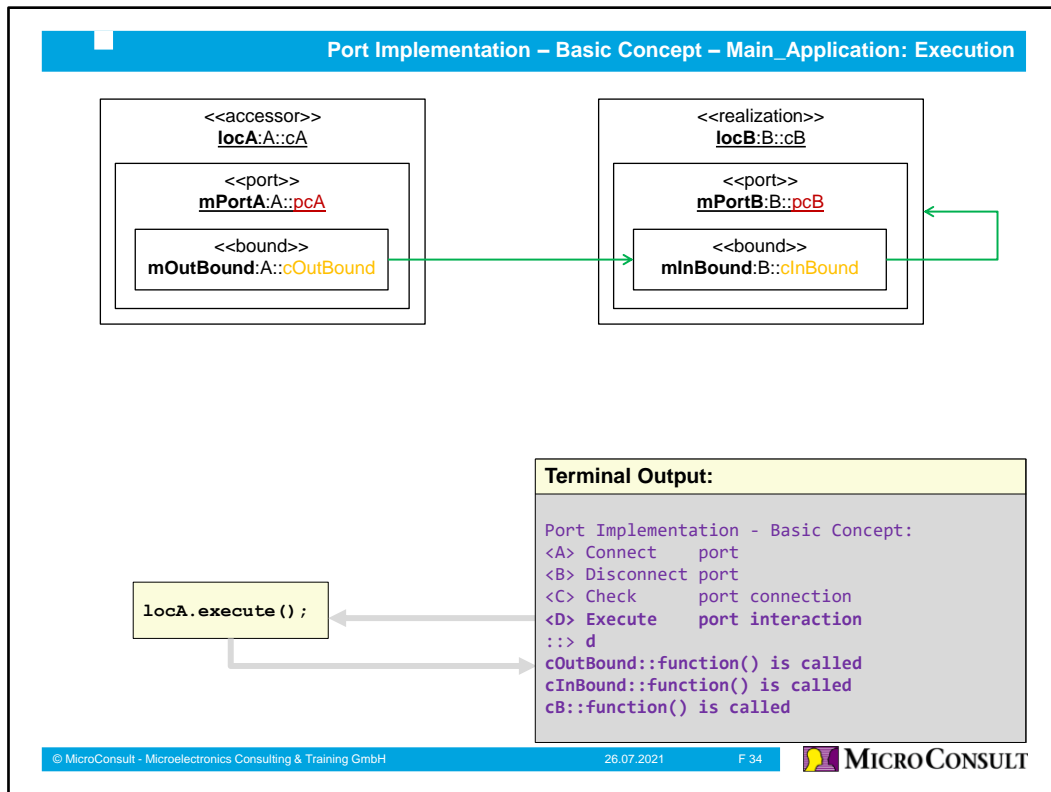 Port Implementation – Basic Concept – Main_Application: Execution
<<accessor>>
locA:A::cA
<<port>>
mPortA:A::pcA
<<bound>>
mOutBound:A::cOutBound
<<realization>>
locB:B::cB
<<port>>
mPortB:B::pcB
<<bound>>
mInBound:B::cInBound
locA.execute();
Terminal Output:
Port Implementation - Basic Concept:
<A> Connect    port
<B> Disconnect port
<C> Check      port connection
<D> Execute    port interaction
::> d
cOutBound::function() is called
cInBound::function() is called
cB::function() is called
© MicroConsult - Microelectronics Consulting & Training GmbH
26.07.2021
F 34
MICROCONSULT